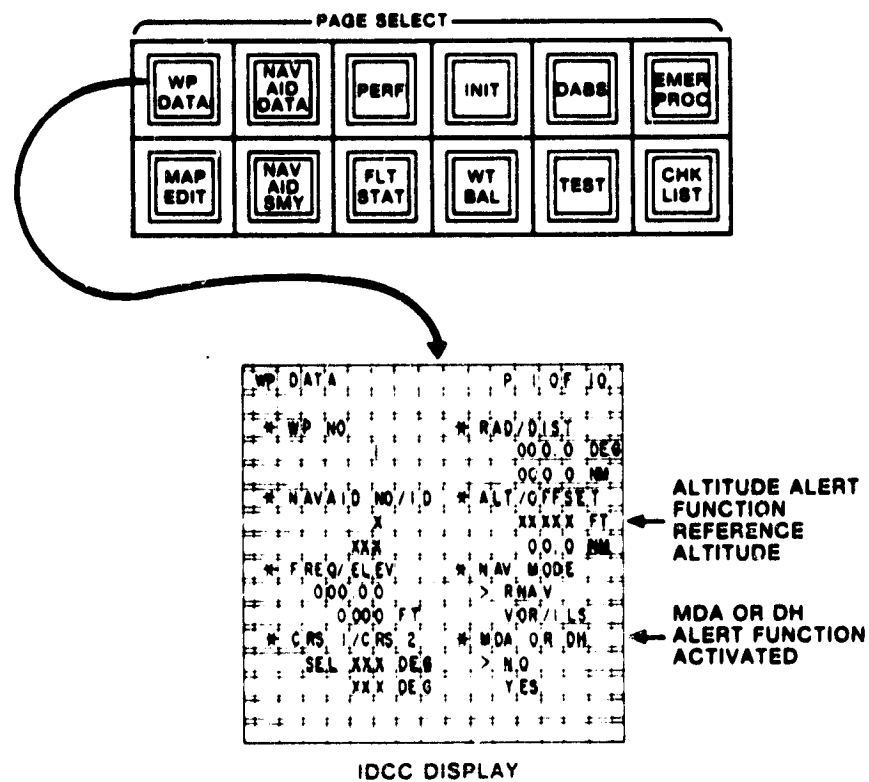 PAGE SELECT
WP DATA
NAV AID DATA
PERF
INIT
DABS
EMER PROC
MAP EDIT
NAV AID SMY
FLT STAT
WT BAL
TEST
CHK LIST
WP DATA P 1 OF 10
* WP NO * RAD/DIST
1 000.0 DEG
000.0 NM
* NAVAID NO/ID * ALT/OFFSET
X XXXXX FT
XXX 00.0 NM
* FREQ/ELEV * NAV MODE
000.00 > RNAV
0,000 FT VOR/ILS
* CRS 1/CRS 2 * MDA OR DH
SEL XXX DEG > NO
XXX DEG YES
ALTITUDE ALERT
FUNCTION
REFERENCE
ALTITUDE
MDA OR DH
ALERT FUNCTION
ACTIVATED
IDCC DISPLAY